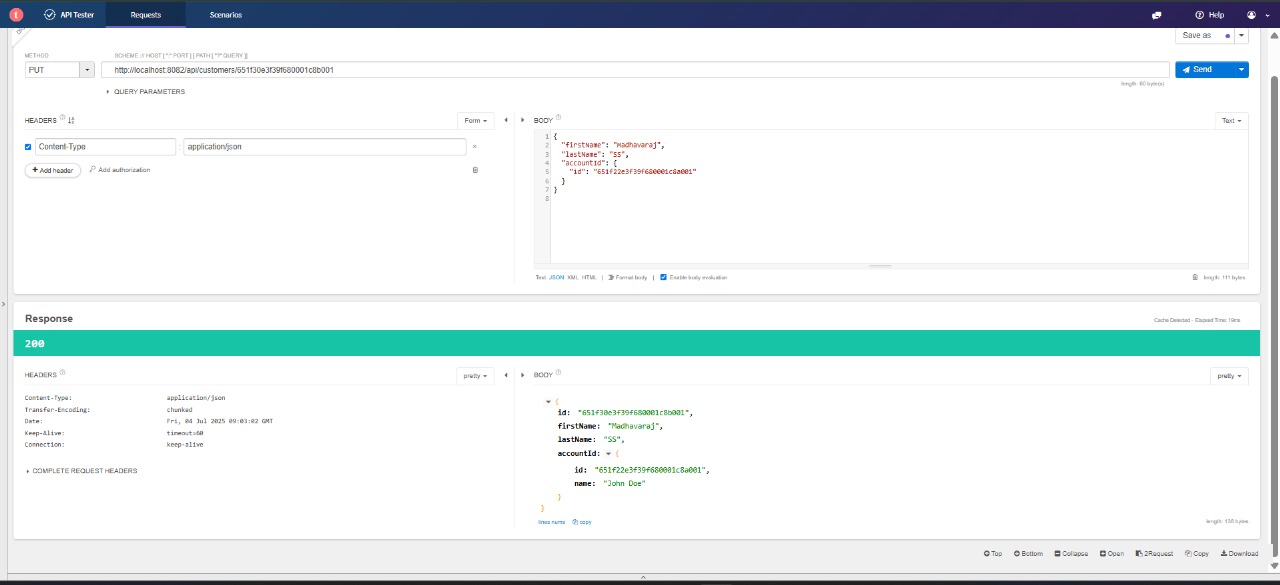 t API Tester Requests Scenarios Help
Save as
METHOD SCHEME :// HOST [ ":" PORT ] [ PATH [ "?" QUERY ]]
PUT http://localhost:8082/api/customers/651f30e3f39f680001c8b001 Send
length: 60 byte(s)
QUERY PARAMETERS
HEADERS Form BODY Text
Content-Type : application/json
+ Add header Add authorization
1 {
2 "firstName": "Madhavaraj",
3 "lastName": "SS",
4 "accountId": {
5 "id": "651f22e3f39f680001c8a001"
6 }
7 }
8
Text JSON XML HTML | Format body | Enable body evaluation length: 111 bytes
Response
Cache Detected - Elapsed Time: 19ms
200
HEADERS pretty BODY pretty
Content-Type: application/json
Transfer-Encoding: chunked
Date: Fri, 04 Jul 2025 09:03:02 GMT
Keep-Alive: timeout=60
Connection: keep-alive
COMPLETE REQUEST HEADERS
{
id: "651f30e3f39f680001c8b001",
firstName: "Madhavaraj",
lastName: "SS",
accountId: {
id: "651f22e3f39f680001c8a001",
name: "John Doe"
}
}
lines nums copy length: 138 bytes
Top Bottom Collapse Open 2Request Copy Download